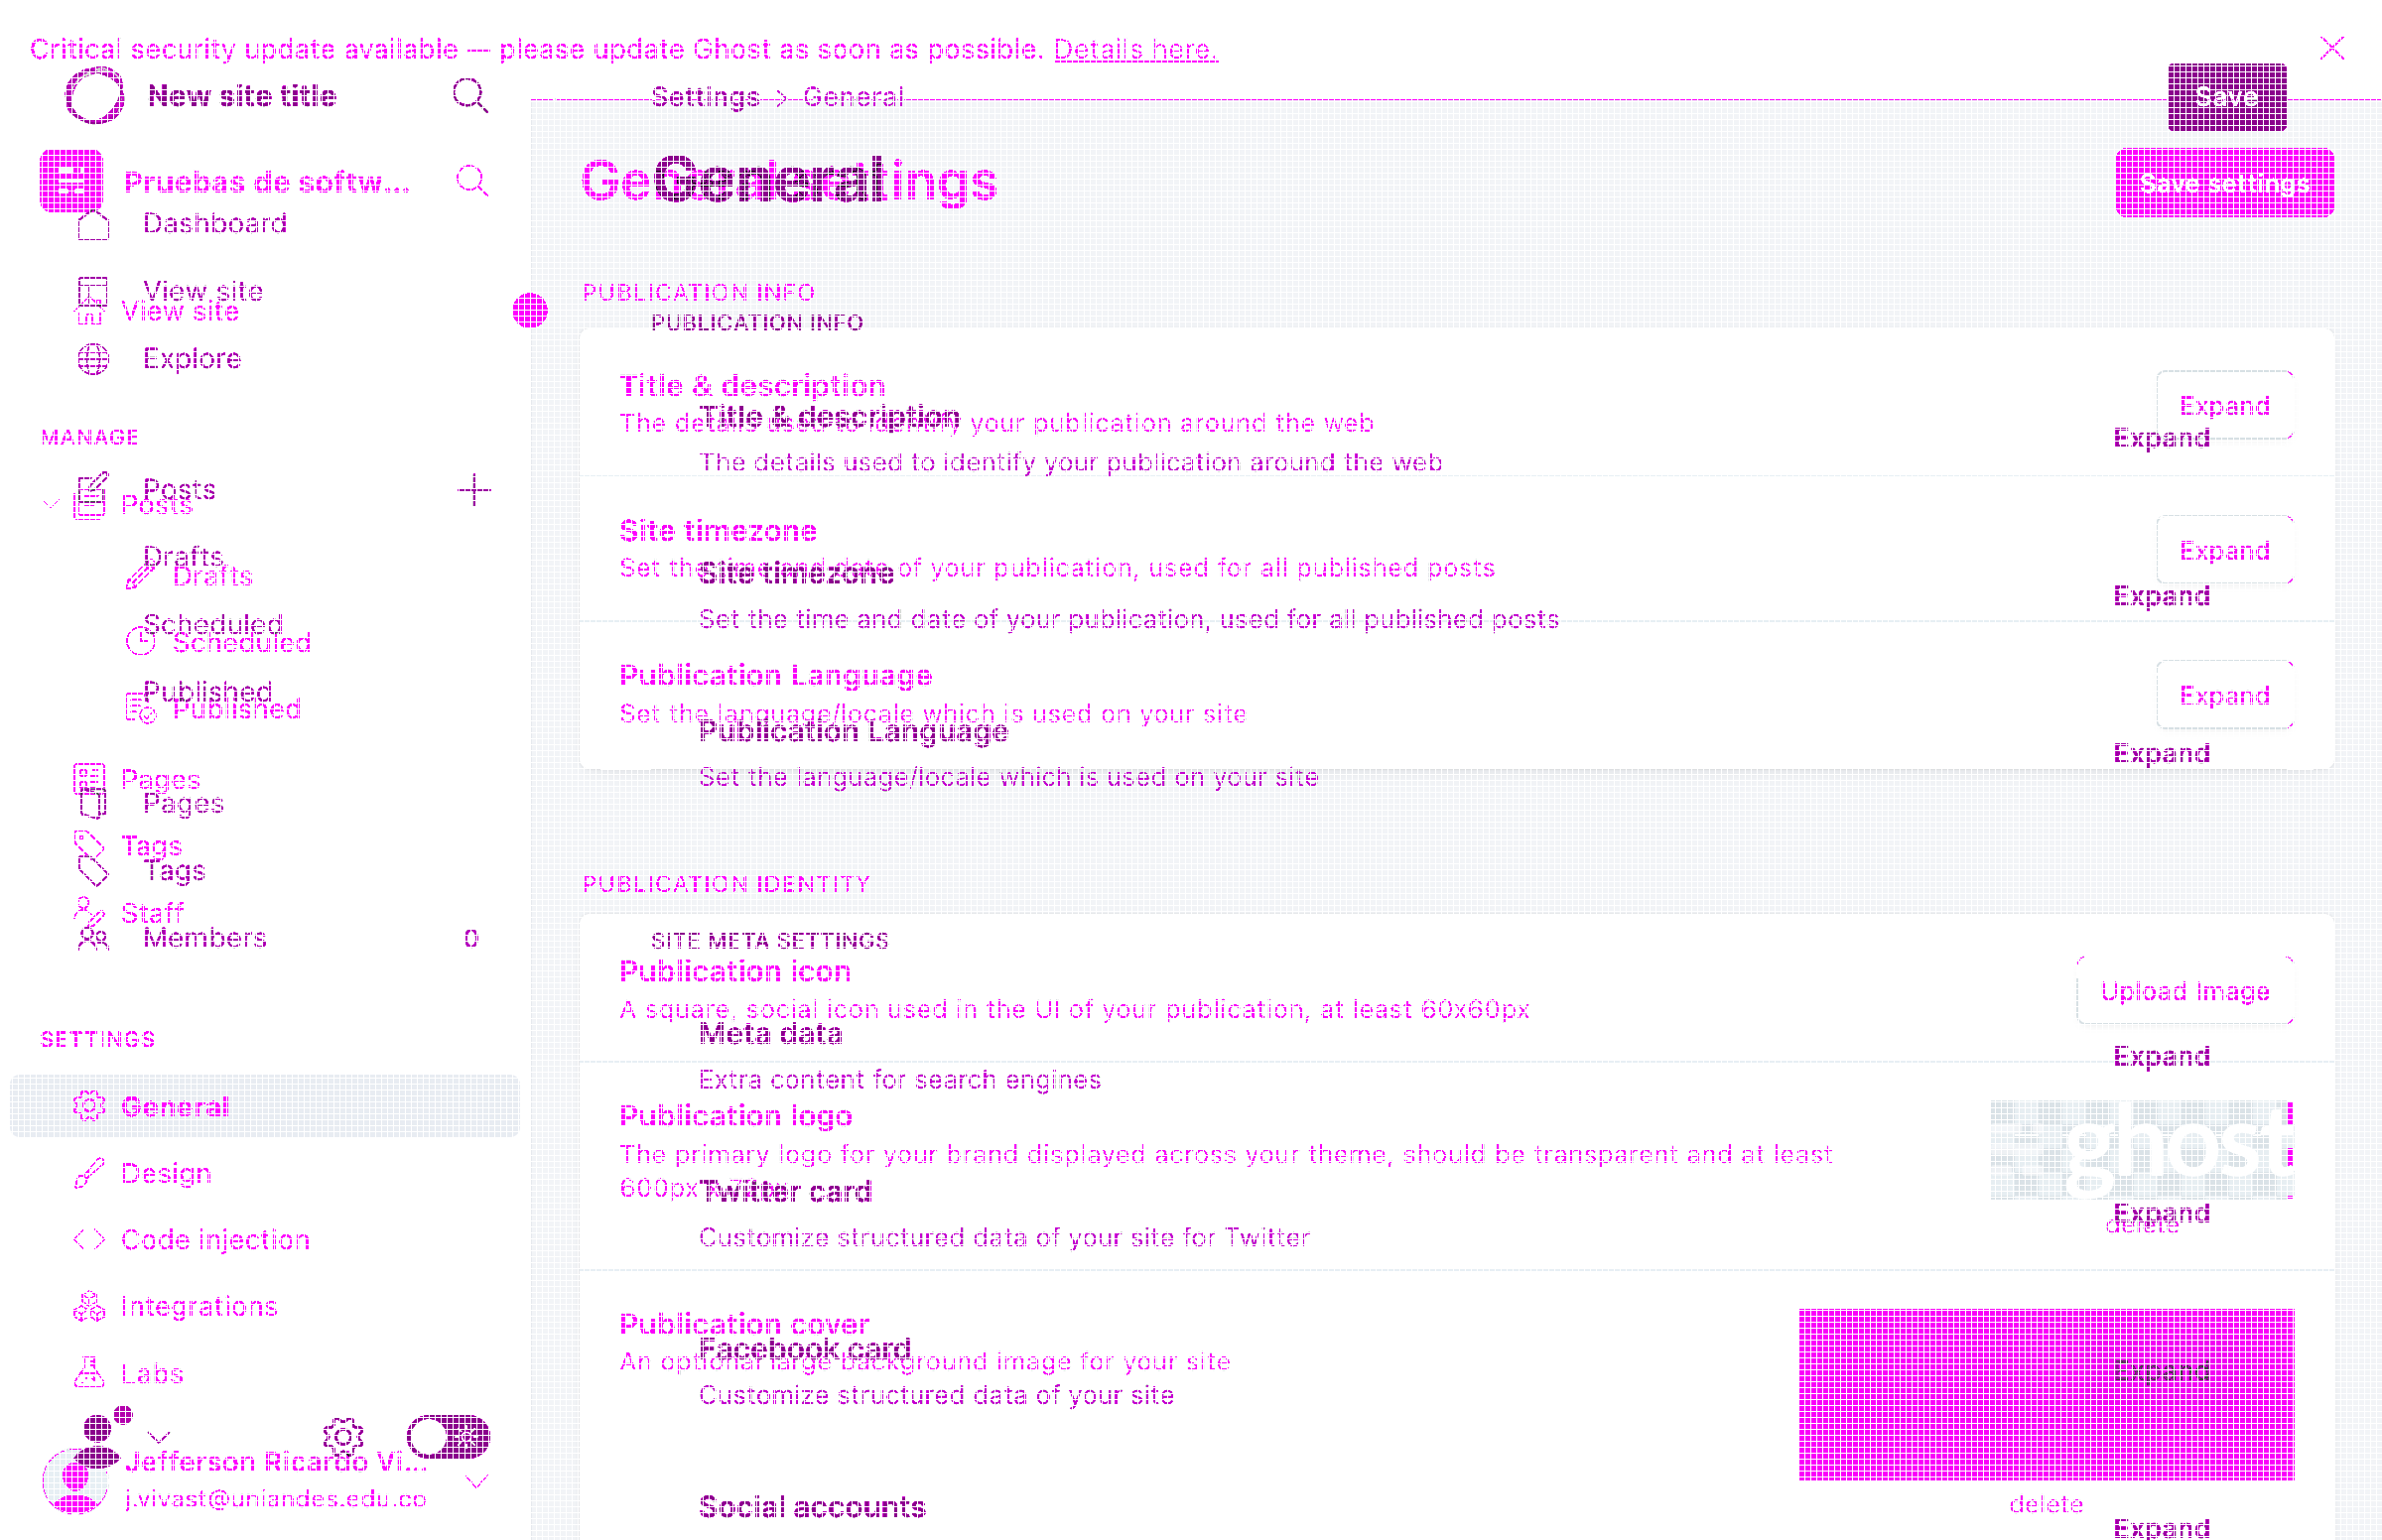 Critical security update available — please update Ghost as soon as possible. Details here.
New site title
Settings > General
Save
Pruebas de softw...
General settings
General
Save settings
Dashboard
View site
View site
Explore
PUBLICATION INFO
PUBLICATION INFO
Title & description
The details used to identify your publication around the web
Expand
Title & description
The details used to identify your publication around the web
Expand
MANAGE
Posts
Posts
Drafts
Drafts
Scheduled
Scheduled
Published
Published
Site timezone
Set the time and date of your publication, used for all published posts
Expand
Site timezone
Set the time and date of your publication, used for all published posts
Expand
Publication Language
Set the language/locale which is used on your site
Expand
Publication Language
Set the language/locale which is used on your site
Expand
Pages
Pages
Tags
Tags
Staff
Members
0
PUBLICATION IDENTITY
SITE META SETTINGS
Publication icon
A square, social icon used in the UI of your publication, at least 60x60px
Upload Image
Meta data
Extra content for search engines
Expand
SETTINGS
General
Design
Code injection
Integrations
Labs
Publication logo
The primary logo for your brand displayed across your theme, should be transparent and at least
600px
ghost
delete
Twitter card
Customize structured data of your site for Twitter
Expand
Publication cover
An optional large background image for your site
Facebook card
Customize structured data of your site
Expand
delete
Jefferson Ricardo Vi...
j.vivast@uniandes.edu.co
Social accounts
Expand